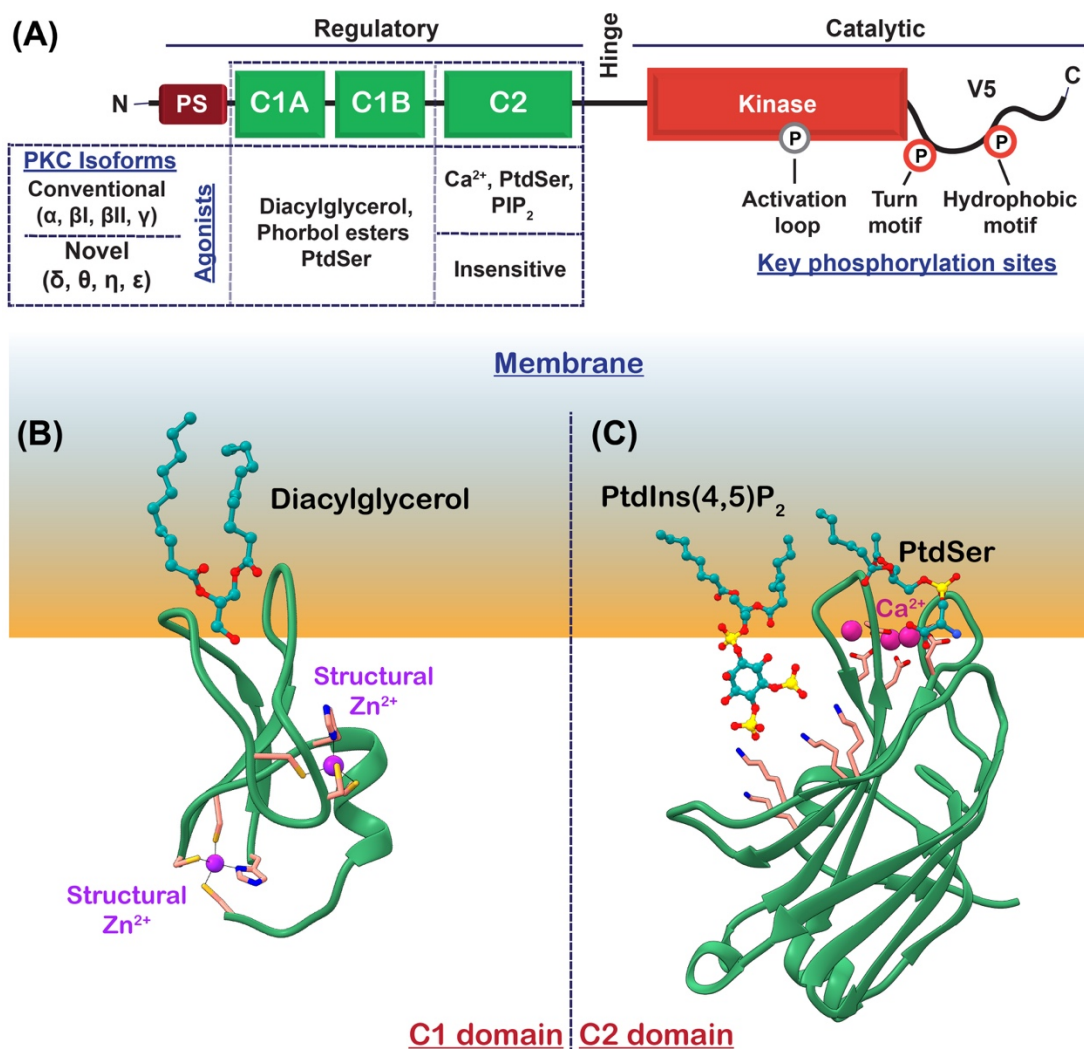 (A)
Regulatory
Hinge
Catalytic
N
PS
C1A
C1B
C2
Kinase
V5
C
P
P
P
Activation
loop
Turn
motif
Hydrophobic
motif
Key phosphorylation sites
PKC Isoforms
Conventional
(α, βI, βII, γ)
Novel
(δ, θ, η, ε)
Agonists
Diacylglycerol,
Phorbol esters
PtdSer
Ca²⁺, PtdSer,
PIP₂
Insensitive
Membrane
(B)
Diacylglycerol
Structural
Zn²⁺
Structural
Zn²⁺
C1 domain
(C)
PtdIns(4,5)P₂
PtdSer
Ca²⁺
C2 domain